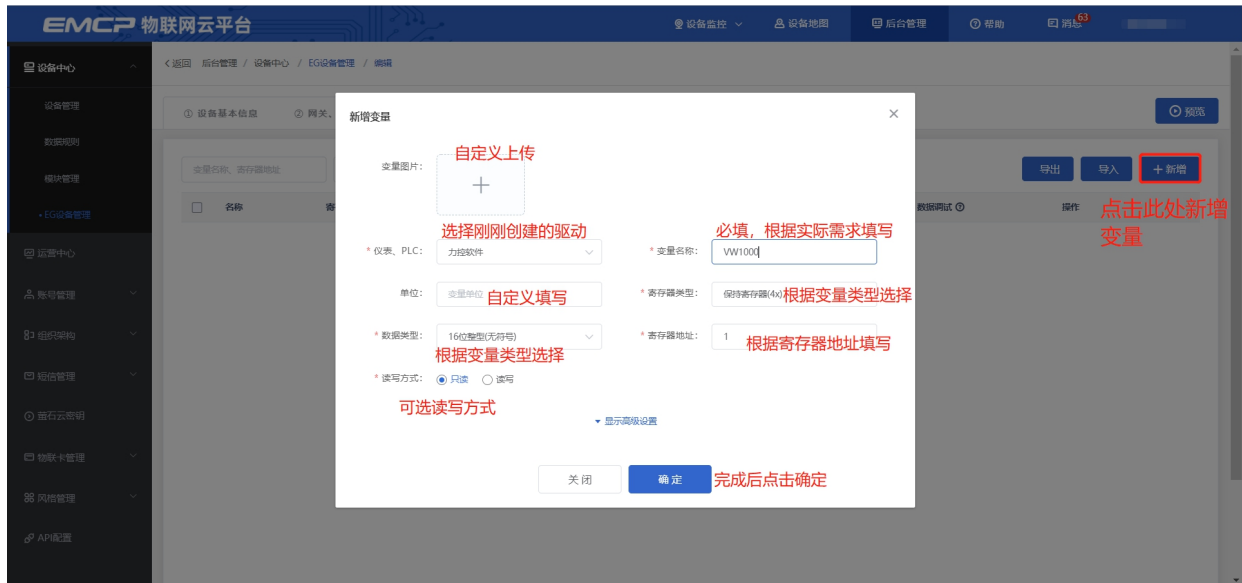 EMCP 物联网云平台
设备监控
设备地图
后台管理
帮助
消息
63
设备中心
设备管理
数据规则
模块管理
•EG设备管理
运营中心
账号管理
组织架构
短信管理
萤石云密钥
物联卡管理
风格管理
API配置
<返回 后台管理 / 设备中心 / EG设备管理 / 编辑
① 设备基本信息
② 网关、
预览
变量名称、寄存器地址
导出
导入
+新增
点击此处新增
变量
名称
寄
数据调试
操作
新增变量
×
变量图片：
自定义上传
+
选择刚刚创建的驱动
必填，根据实际需求填写
* 仪表、PLC：
力控软件
* 变量名称：
VW1000
单位：
变量单位
自定义填写
* 寄存器类型：
保持寄存器(4x)
根据变量类型选择
* 数据类型：
16位整型(无符号)
* 寄存器地址：
1
根据寄存器地址填写
根据变量类型选择
* 读写方式：
只读
读写
可选读写方式
显示高级设置
关闭
确定
完成后点击确定